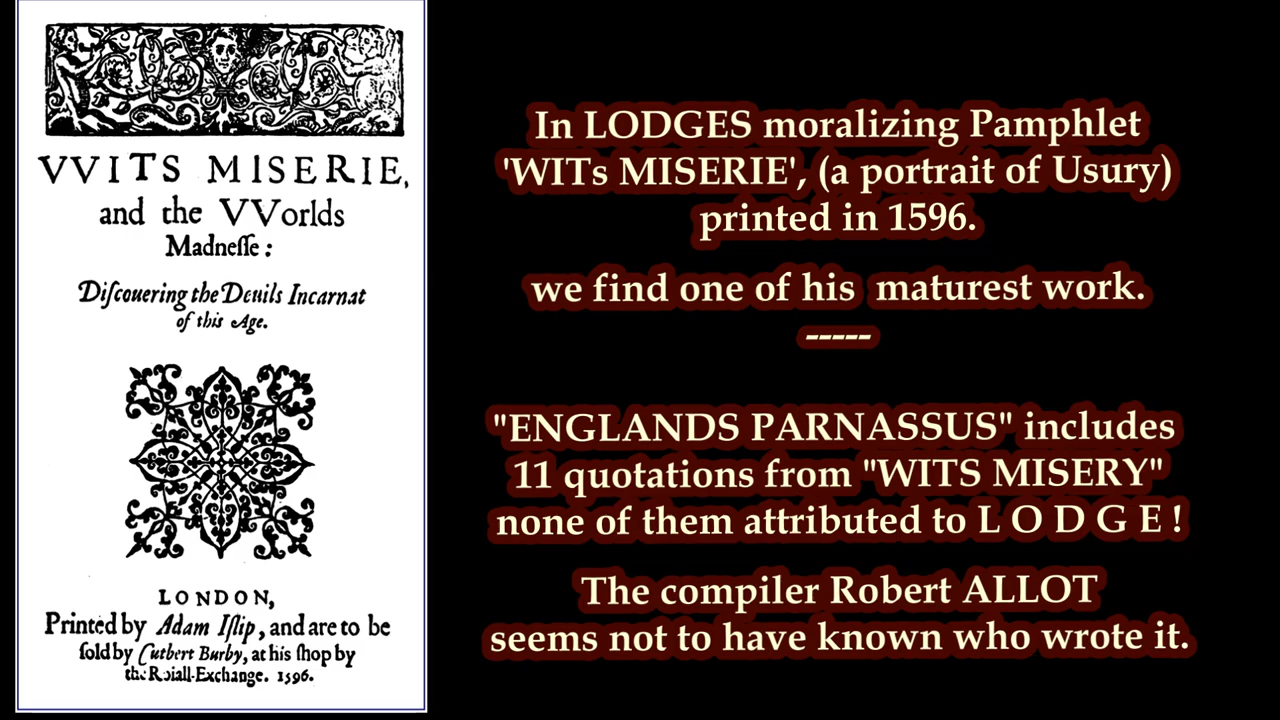 VVITS MISERIE,
and the VVorlds
Madneſſe:
Diſcouering the Deuils Incarnat
of this Age.
LONDON,
Printed by Adam Iſlip, and are to be
ſold by Cutbert Burby, at his ſhop by
the Roiall-Exchange. 1596.
In LODGES moralizing Pamphlet
'WITs MISERIE', (a portrait of Usury)
printed in 1596.
we find one of his maturest work.
-----
"ENGLANDS PARNASSUS" includes
11 quotations from "WITS MISERY"
none of them attributed to L O D G E !
The compiler Robert ALLOT
seems not to have known who wrote it.